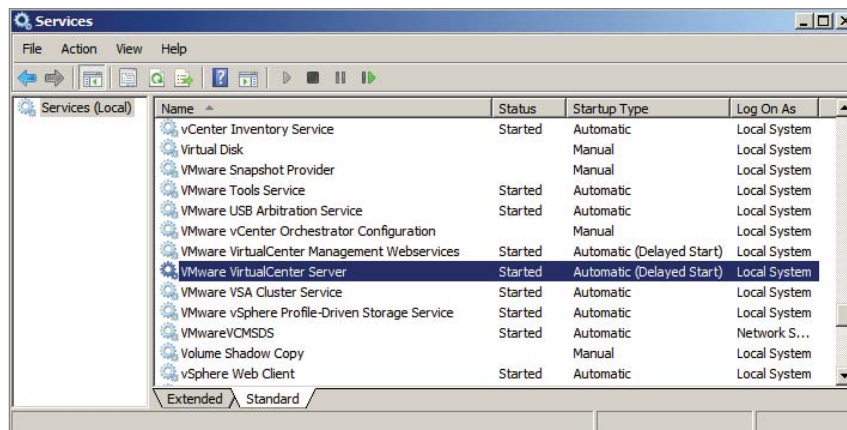 Services
File Action View Help
Services (Local)
Name Status Startup Type Log On As
vCenter Inventory Service Started Automatic Local System
Virtual Disk Manual Local System
VMware Snapshot Provider Manual Local System
VMware Tools Service Started Automatic Local System
VMware USB Arbitration Service Started Automatic Local System
VMware vCenter Orchestrator Configuration Manual Local System
VMware VirtualCenter Management Webservices Started Automatic (Delayed Start) Local System
VMware VirtualCenter Server Started Automatic (Delayed Start) Local System
VMware VSA Cluster Service Started Automatic Local System
VMware vSphere Profile-Driven Storage Service Started Automatic Local System
VMwareVCMSDS Started Automatic Network S...
Volume Shadow Copy Manual Local System
vSphere Web Client Started Automatic Local System
Extended Standard